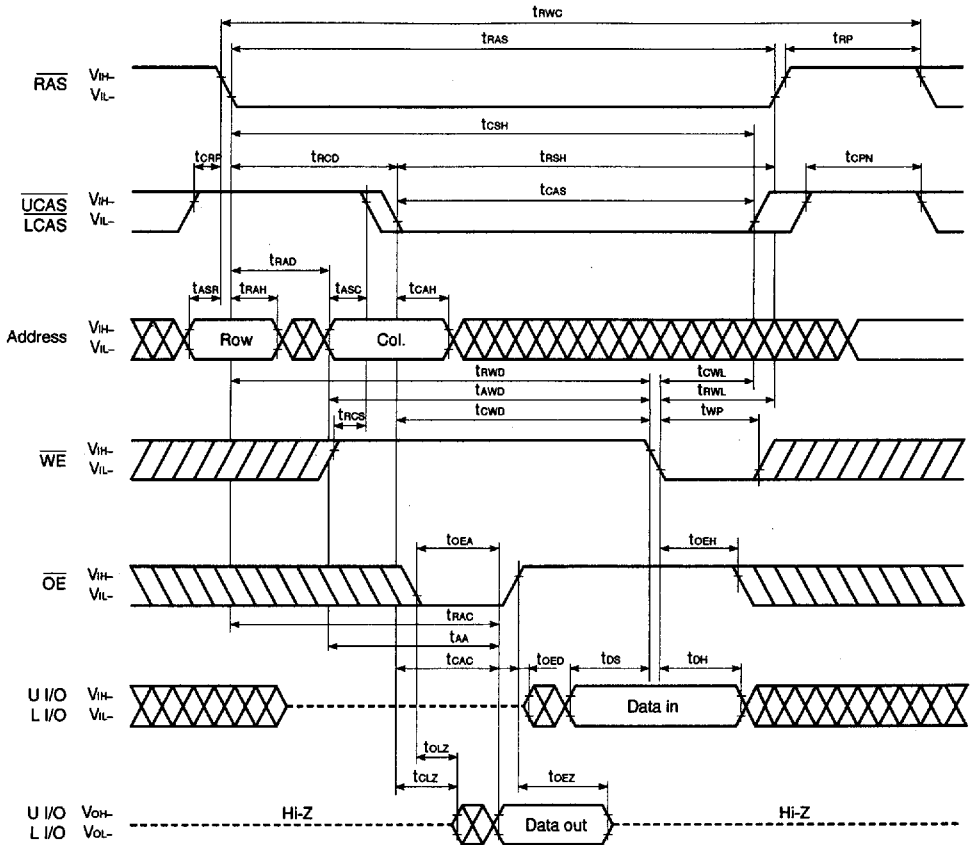 tRWC
tRAS
tRP
RAS
VIH–
VIL–
tCSH
tCRP
tRCD
tRSH
tCPN
tCAS
UCAS
LCAS
VIH–
VIL–
tRAD
tASR
tRAH
tASC
tCAH
Address
VIH–
VIL–
Row
Col.
tRWD
tCWL
tAWD
tRWL
tRCS
tCWD
tWP
WE
VIH–
VIL–
tOEA
tOEH
OE
VIH–
VIL–
tRAC
tAA
tCAC
tOED
tDS
tDH
U I/O
L I/O
VIH–
VIL–
Data in
tOLZ
tCLZ
tOEZ
U I/O
L I/O
VOH–
VOL–
Hi-Z
Data out
Hi-Z